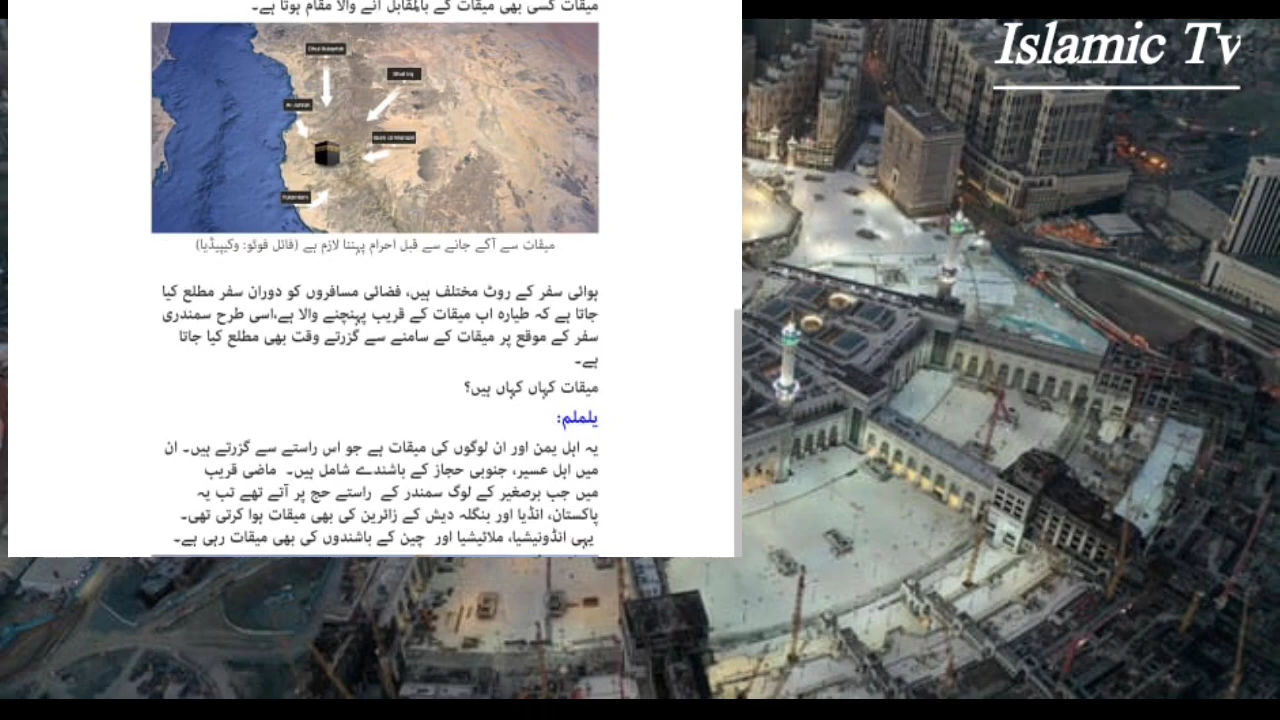 میقات کسی بھی میقات کے بالمقابل آنے والا مقام ہوتا ہے۔
Islamic Tv
میقات سے آگے جانے سے قبل احرام پہننا لازم ہے (فائل فوٹو: وکیپیڈیا)
ہوائی سفر کے روٹ مختلف ہیں، فضائی مسافروں کو دوران سفر مطلع کیا
جاتا ہے کہ طیارہ اب میقات کے قریب پہنچنے والا ہے،اسی طرح سمندری
سفر کے موقع پر میقات کے سامنے سے گزرتے وقت بھی مطلع کیا جاتا
ہے۔
میقات کہاں کہاں ہیں؟
یلملم:
یہ اہل یمن اور ان لوگوں کی میقات ہے جو اس راستے سے گزرتے ہیں۔ ان
میں اہل عسیر، جنوبی حجاز کے باشندے شامل ہیں۔ ماضی قریب
میں جب برصغیر کے لوگ سمندر کے راستے حج پر آتے تھے تب یہ
پاکستان، انڈیا اور بنگلہ دیش کے زائرین کی بھی میقات ہوا کرتی تھی۔
یہی انڈونیشیا، ملائیشیا اور چین کے باشندوں کی بھی میقات رہی ہے۔